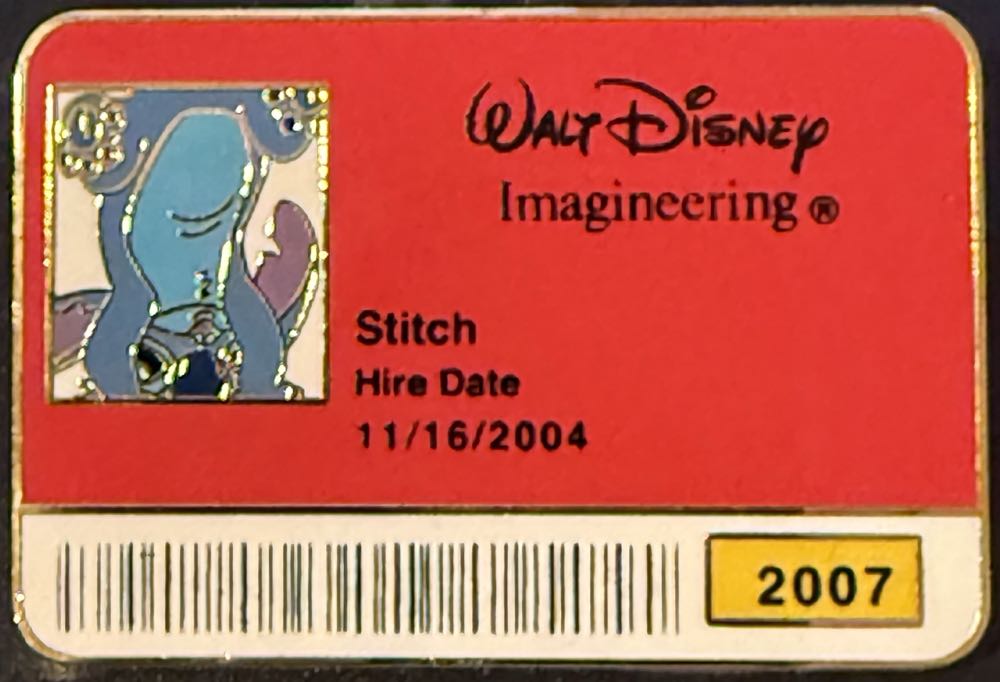 Walt Disney
Imagineering ®
Stitch
Hire Date
11/16/2004
2007